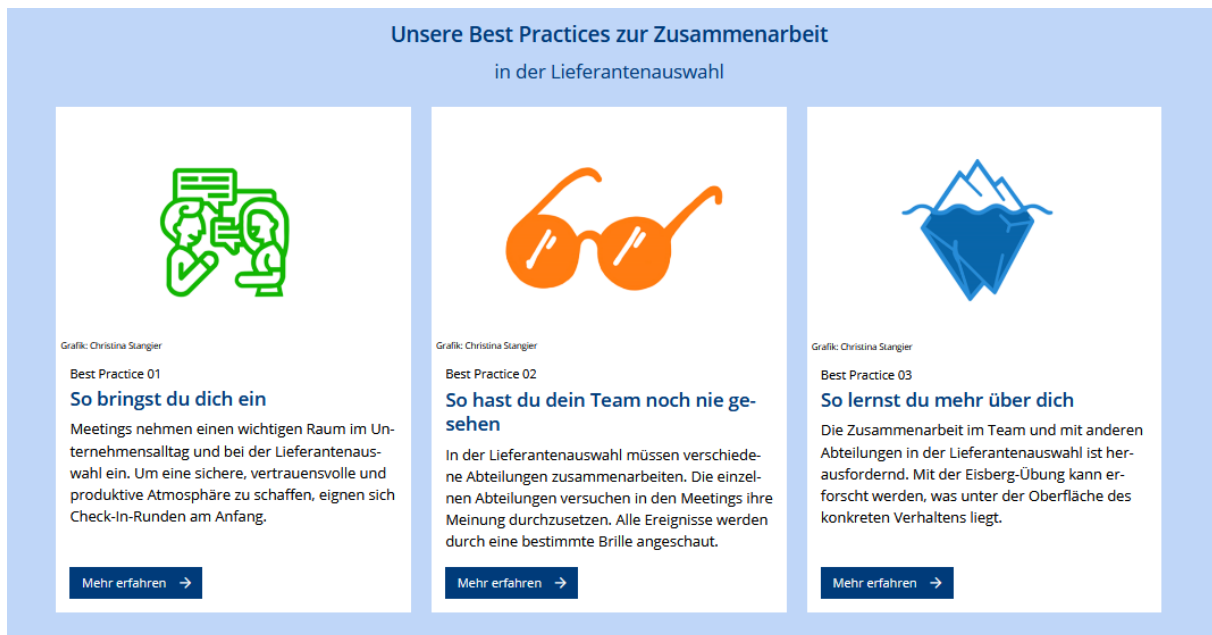 Unsere Best Practices zur Zusammenarbeit
in der Lieferantenauswahl
Grafik: Christina Stangier
Best Practice 01
So bringst du dich ein
Meetings nehmen einen wichtigen Raum im Un-
ternehmensalltag und bei der Lieferantenaus-
wahl ein. Um eine sichere, vertrauensvolle und
produktive Atmosphäre zu schaffen, eignen sich
Check-In-Runden am Anfang.
Mehr erfahren →
Grafik: Christina Stangier
Best Practice 02
So hast du dein Team noch nie ge-
sehen
In der Lieferantenauswahl müssen verschiede-
ne Abteilungen zusammenarbeiten. Die einzel-
nen Abteilungen versuchen in den Meetings ihre
Meinung durchzusetzen. Alle Ereignisse werden
durch eine bestimmte Brille angeschaut.
Mehr erfahren →
Grafik: Christina Stangier
Best Practice 03
So lernst du mehr über dich
Die Zusammenarbeit im Team und mit anderen
Abteilungen in der Lieferantenauswahl ist her-
ausfordernd. Mit der Eisberg-Übung kann er-
forscht werden, was unter der Oberfläche des
konkreten Verhaltens liegt.
Mehr erfahren →